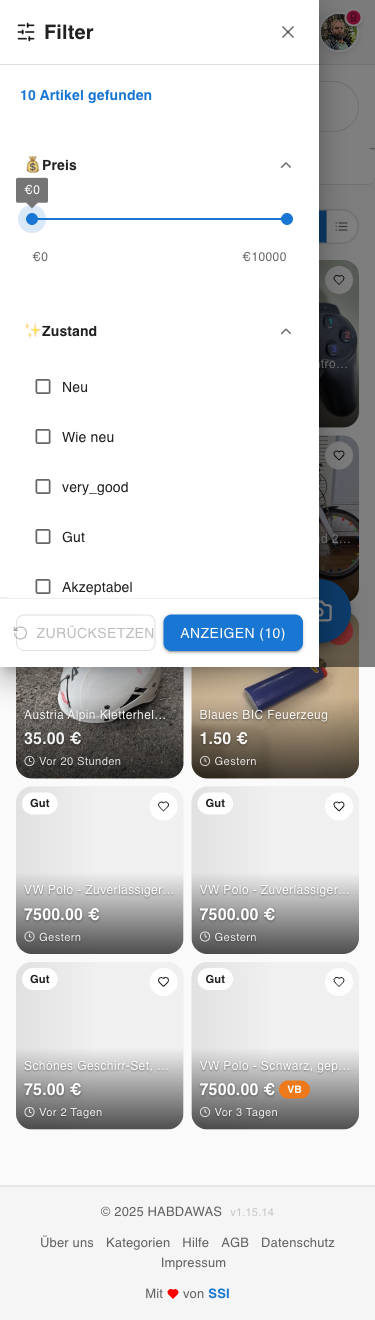 Filter
10 Artikel gefunden
💰Preis
€0
€0
€10000
✨Zustand
Neu
Wie neu
very_good
Gut
Akzeptabel
ZURÜCKSETZEN
ANZEIGEN (10)
Austria Alpin Kletterhel...
35.00 €
Vor 20 Stunden
Blaues BIC Feuerzeug
1.50 €
Gestern
Gut
VW Polo - Zuverlässiger...
7500.00 €
Gestern
Gut
VW Polo - Zuverlässiger...
7500.00 €
Gestern
Gut
Schönes Geschirr-Set, ...
75.00 €
Vor 2 Tagen
Gut
VW Polo - Schwarz, gep...
7500.00 € VB
Vor 3 Tagen
© 2025 HABDAWAS v1.15.14
Über uns Kategorien Hilfe AGB Datenschutz
Impressum
Mit ❤ von SSI